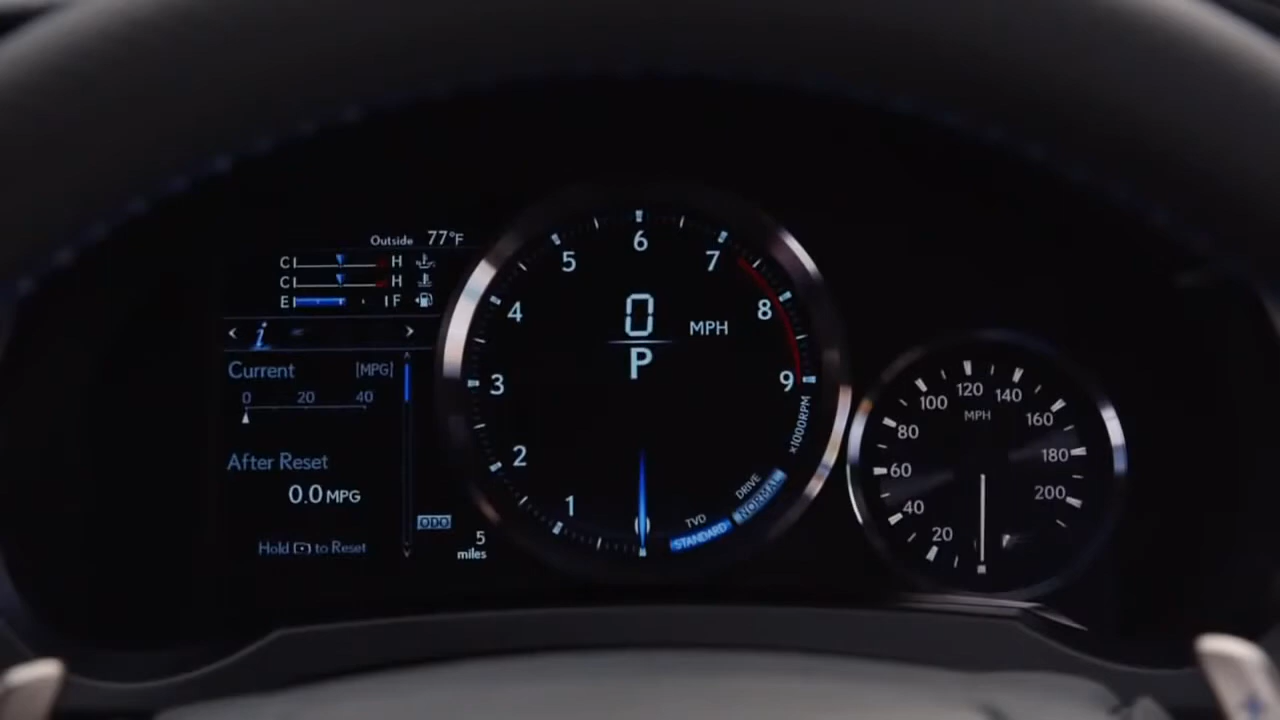 Outside 77°F
C H
C H
E F
< i >
Current [MPG]
0 20 40
After Reset
0.0 MPG
Hold to Reset
ODO
5
miles
0 MPH
P
0
1
2
3
4
5
6
7
8
9
x1000RPM
TVD
STANDARD
DRIVE
NORMAL
20
40
60
80
100
120
140
160
180
200
MPH